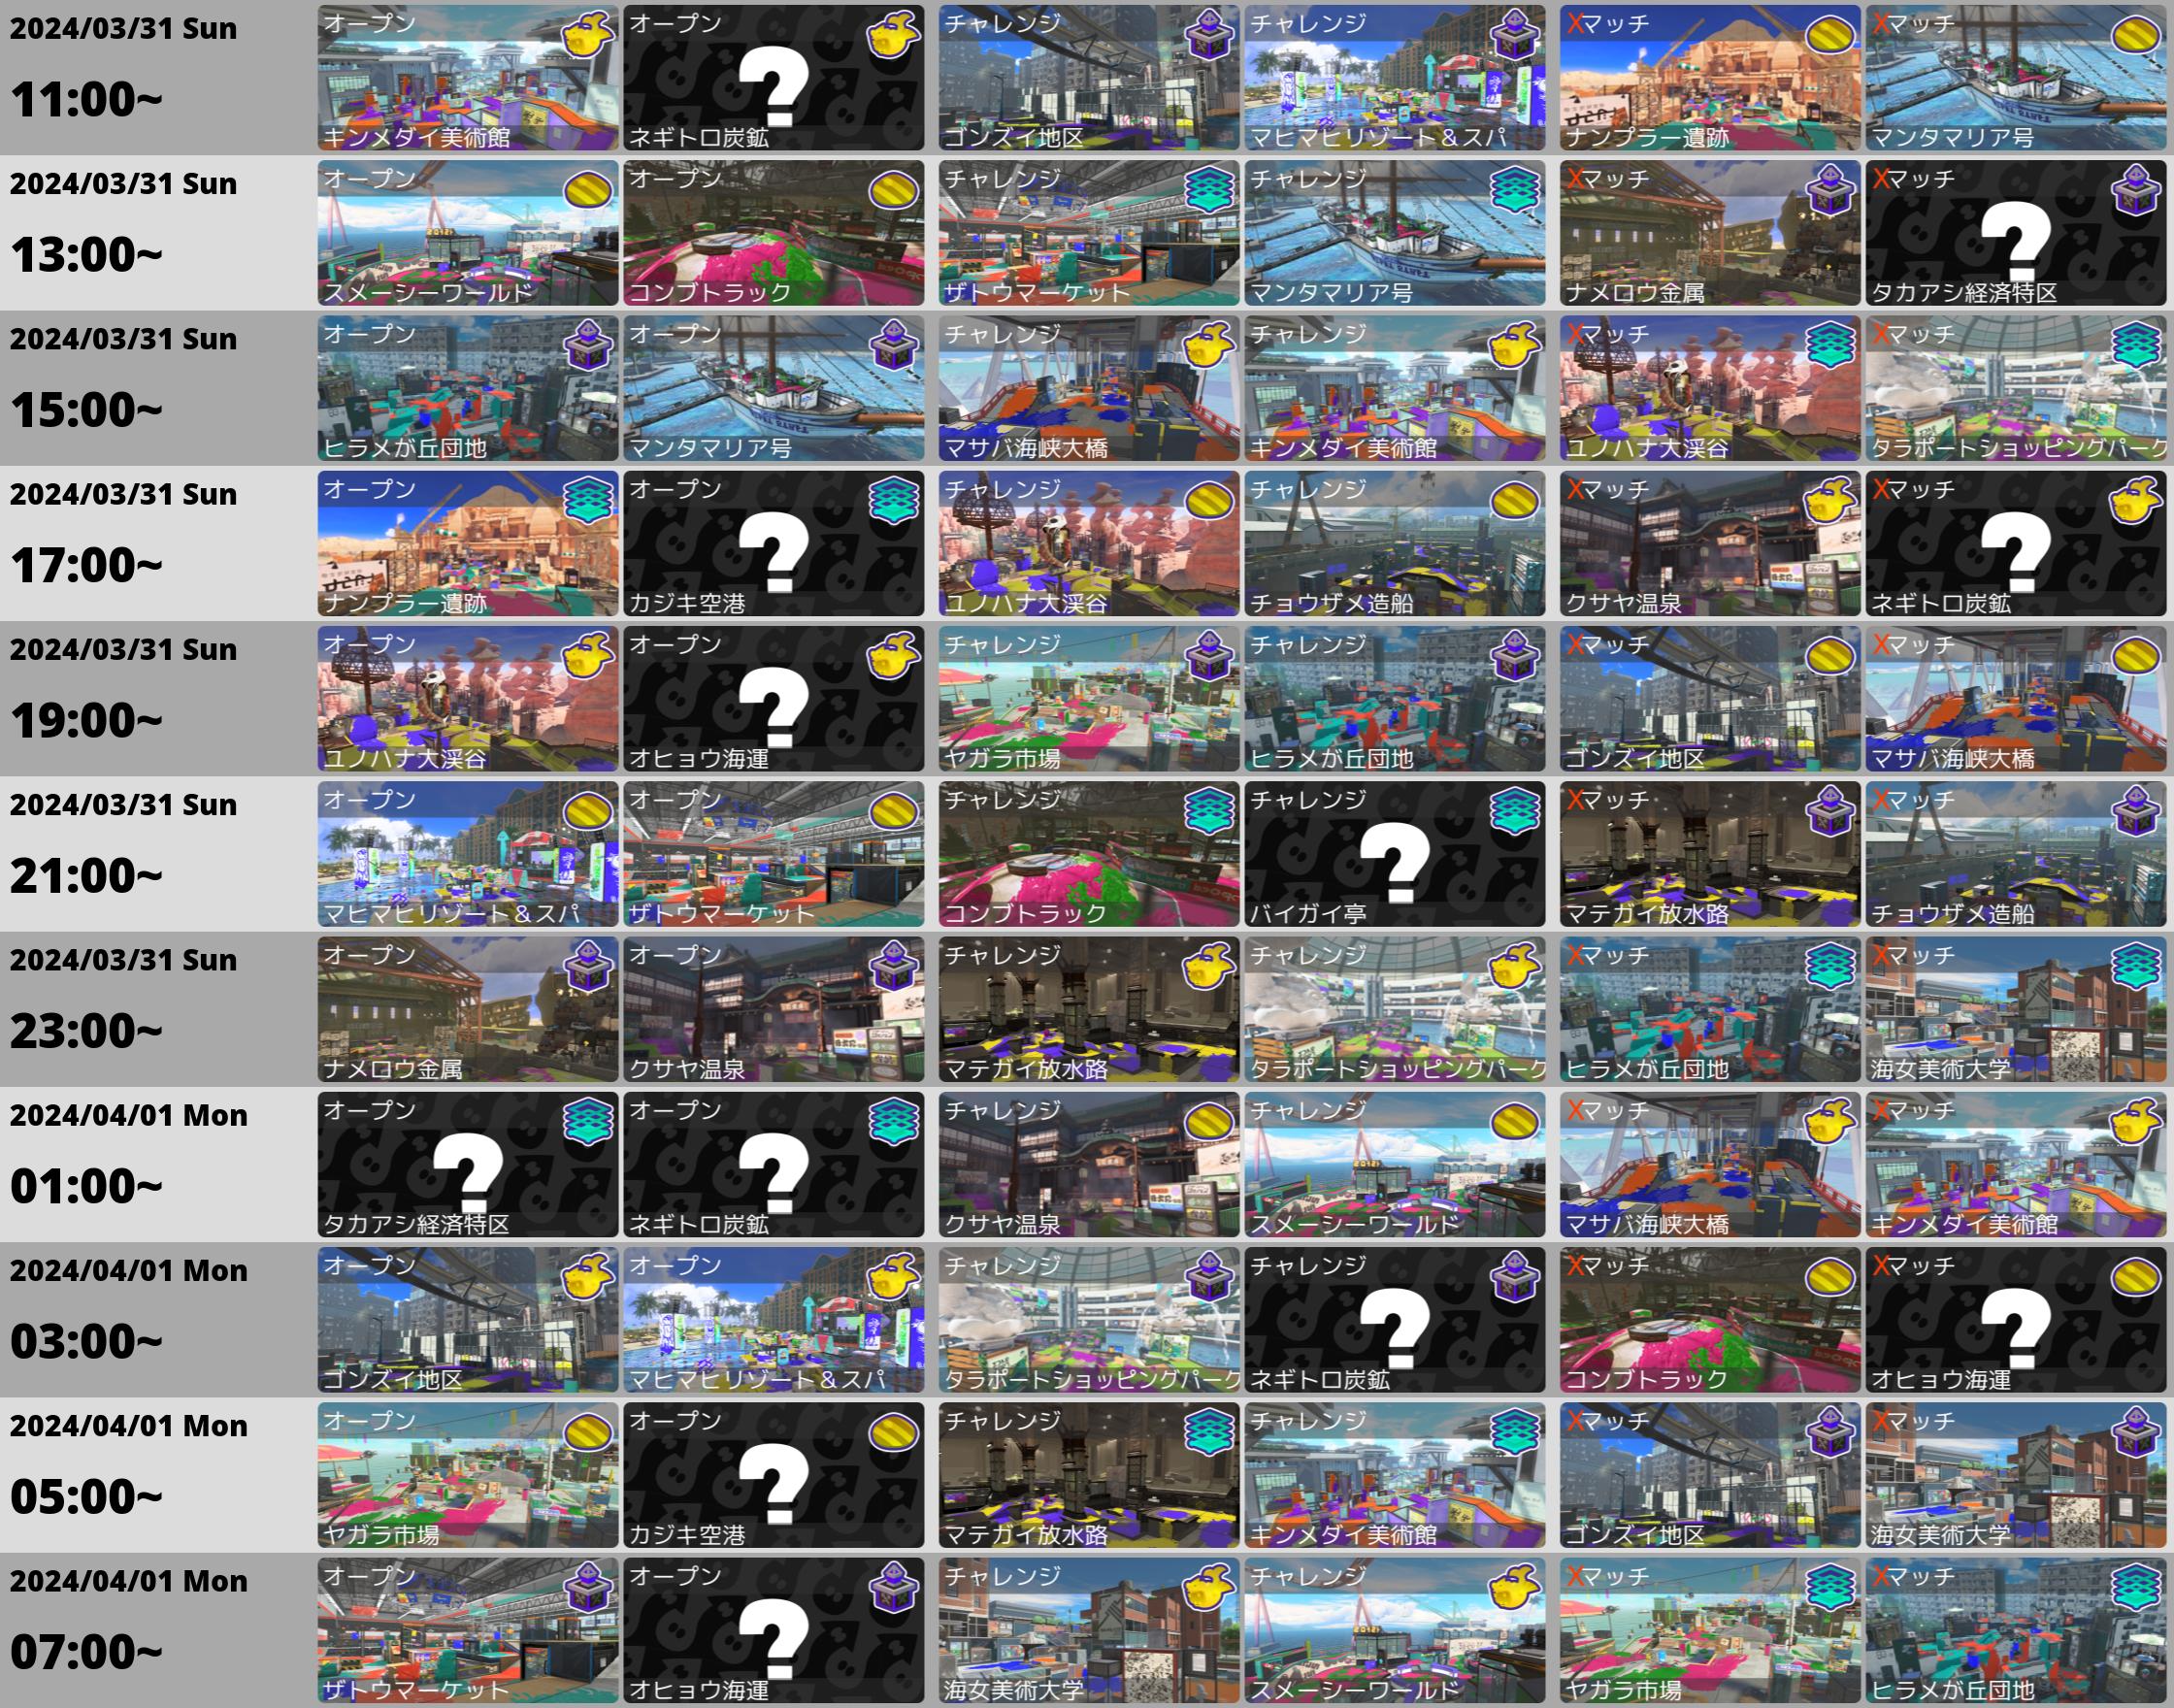 2024/03/31 Sun
11:00~
オープン
キンメダイ美術館
オープン
ネギトロ炭鉱
チャレンジ
ゴンズイ地区
チャレンジ
マヒマヒリゾート＆スパ
Xマッチ
ナンプラー遺跡
Xマッチ
マンタマリア号
2024/03/31 Sun
13:00~
オープン
スメーシーワールド
オープン
コンブトラック
チャレンジ
ザトウマーケット
チャレンジ
マンタマリア号
Xマッチ
ナメロウ金属
Xマッチ
タカアシ経済特区
2024/03/31 Sun
15:00~
オープン
ヒラメが丘団地
オープン
マンタマリア号
チャレンジ
マサバ海峡大橋
チャレンジ
キンメダイ美術館
Xマッチ
ユノハナ大渓谷
Xマッチ
タラポートショッピングパーク
2024/03/31 Sun
17:00~
オープン
ナンプラー遺跡
オープン
カジキ空港
チャレンジ
ユノハナ大渓谷
チャレンジ
チョウザメ造船
Xマッチ
クサヤ温泉
Xマッチ
ネギトロ炭鉱
2024/03/31 Sun
19:00~
オープン
ユノハナ大渓谷
オープン
オヒョウ海運
チャレンジ
ヤガラ市場
チャレンジ
ヒラメが丘団地
Xマッチ
ゴンズイ地区
Xマッチ
マサバ海峡大橋
2024/03/31 Sun
21:00~
オープン
マヒマヒリゾート＆スパ
オープン
ザトウマーケット
チャレンジ
コンブトラック
チャレンジ
バイガイ亭
Xマッチ
マテガイ放水路
Xマッチ
チョウザメ造船
2024/03/31 Sun
23:00~
オープン
ナメロウ金属
オープン
クサヤ温泉
チャレンジ
マテガイ放水路
チャレンジ
タラポートショッピングパーク
Xマッチ
ヒラメが丘団地
Xマッチ
海女美術大学
2024/04/01 Mon
01:00~
オープン
タカアシ経済特区
オープン
ネギトロ炭鉱
チャレンジ
クサヤ温泉
チャレンジ
スメーシーワールド
Xマッチ
マサバ海峡大橋
Xマッチ
キンメダイ美術館
2024/04/01 Mon
03:00~
オープン
ゴンズイ地区
オープン
マヒマヒリゾート＆スパ
チャレンジ
タラポートショッピングパーク
チャレンジ
ネギトロ炭鉱
Xマッチ
コンブトラック
Xマッチ
オヒョウ海運
2024/04/01 Mon
05:00~
オープン
ヤガラ市場
オープン
カジキ空港
チャレンジ
マテガイ放水路
チャレンジ
キンメダイ美術館
Xマッチ
ゴンズイ地区
Xマッチ
海女美術大学
2024/04/01 Mon
07:00~
オープン
ザトウマーケット
オープン
オヒョウ海運
チャレンジ
海女美術大学
チャレンジ
スメーシーワールド
Xマッチ
ヤガラ市場
Xマッチ
ヒラメが丘団地